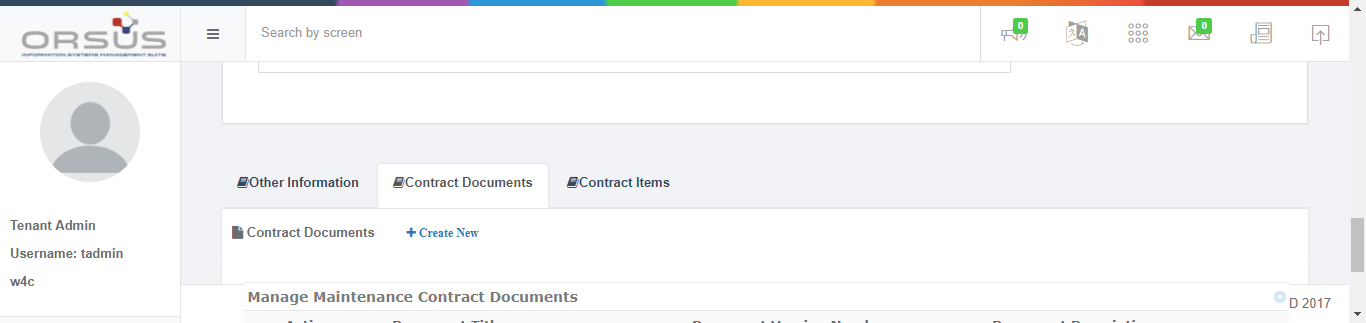 ORSUS
INFORMATION SYSTEMS MANAGEMENT SUITE
Search by screen
0
0
Tenant Admin
Username: tadmin
w4c
Other Information
Contract Documents
Contract Items
Contract Documents
+ Create New
Manage Maintenance Contract Documents
D 2017